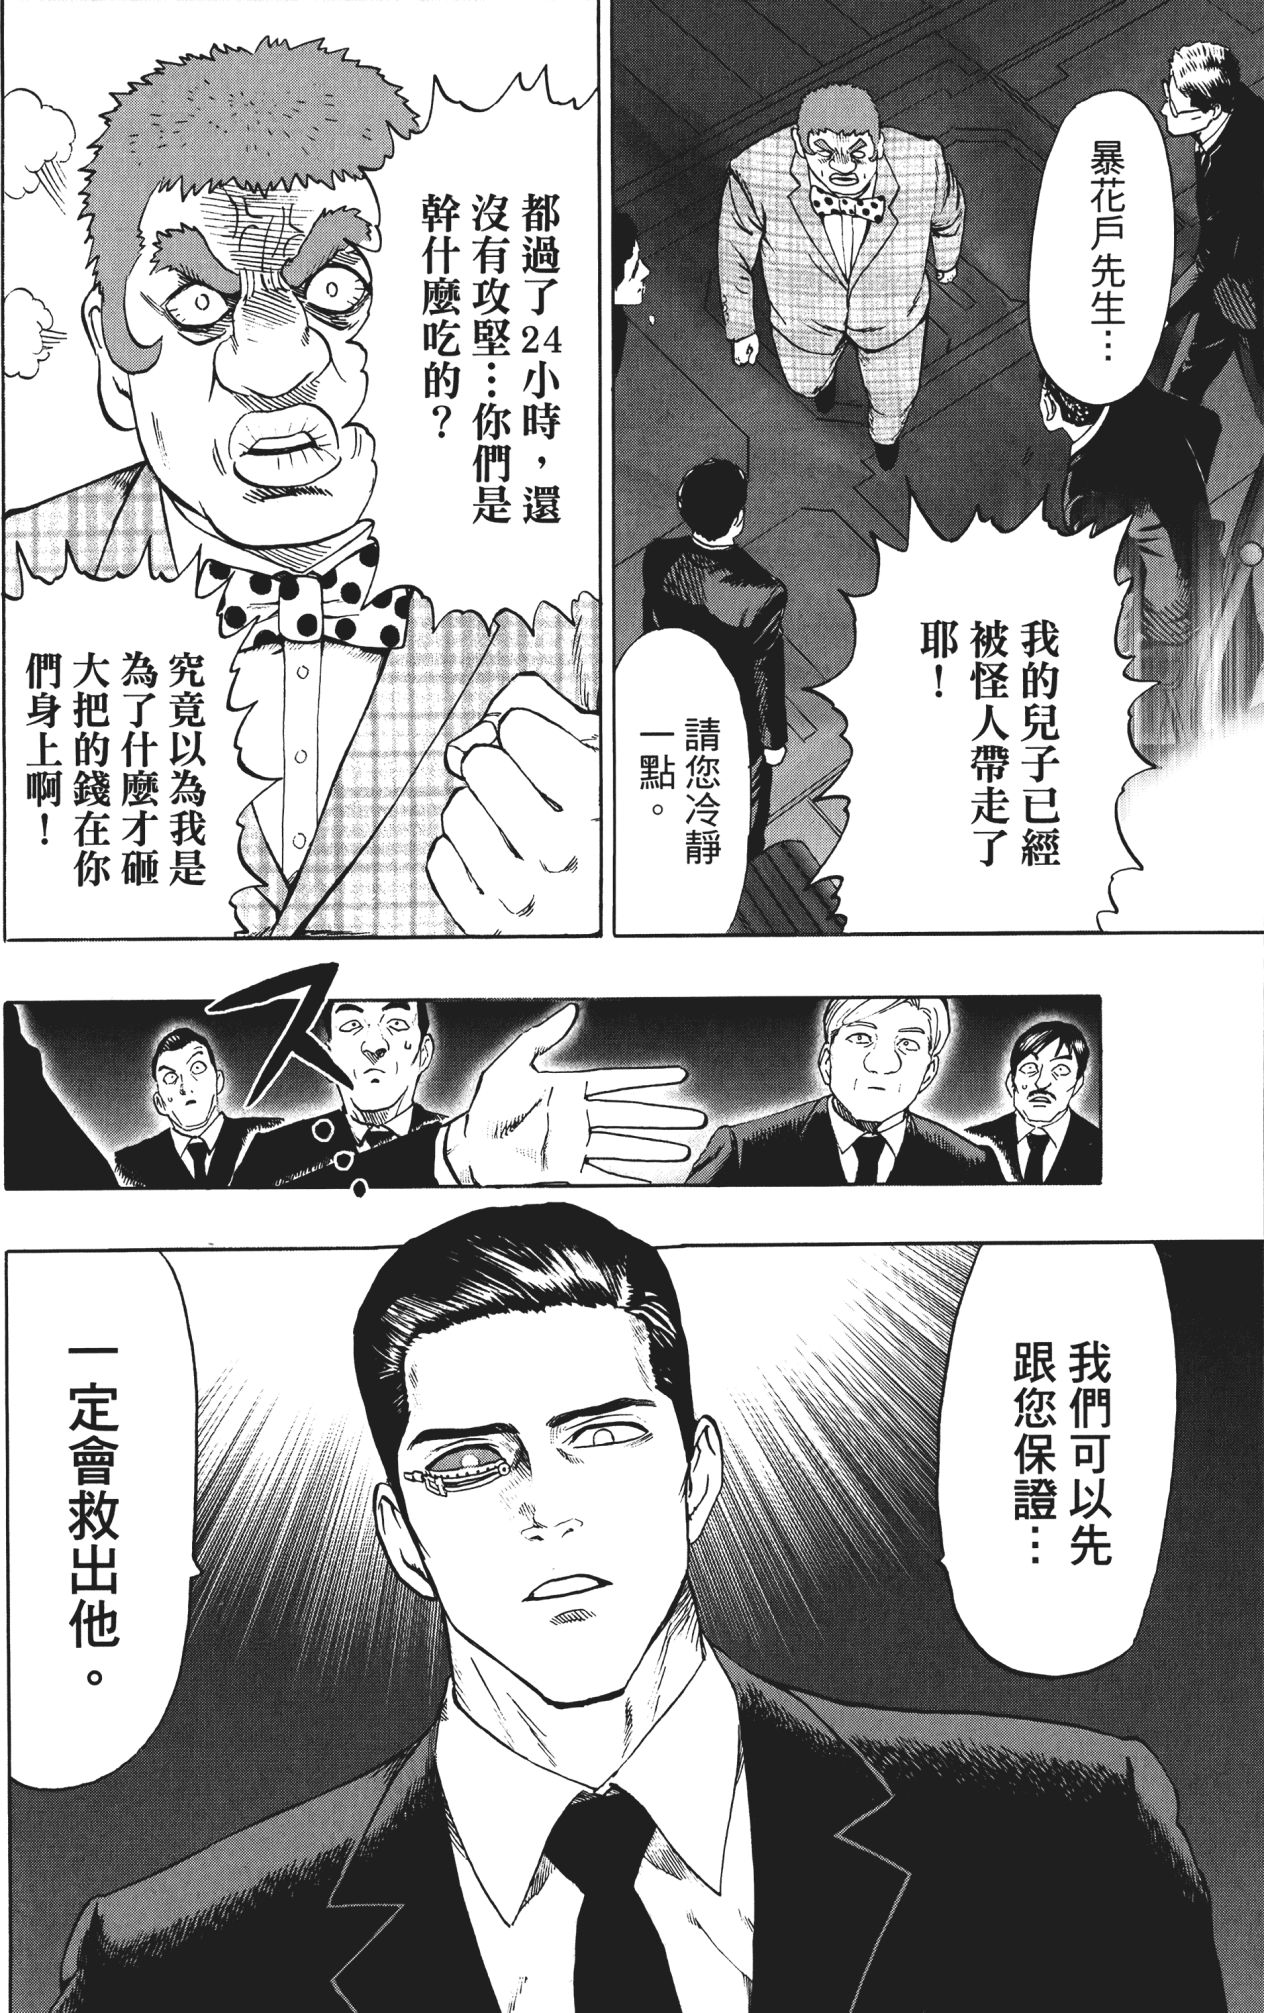 暴花戶先生…
我的兒子已經
被怪人帶走了
耶！
請您冷靜
一點。
都過了24小時，還
沒有攻堅…你們是
幹什麼吃的？
究竟以為我是
為了什麼才砸
大把的錢在你
們身上啊！
ス…
我們可以先
跟您保證…
一定會救出他。